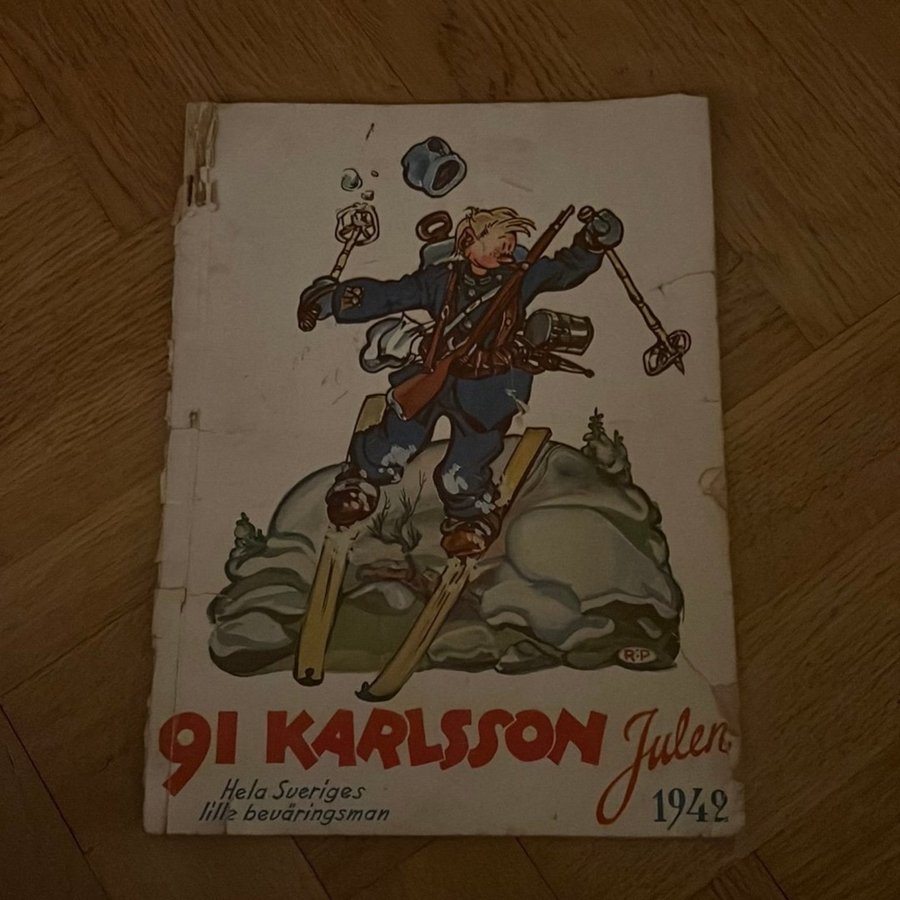 R.P
91 KARLSSON Julen
Hela Sveriges
lille beväringsman
1942